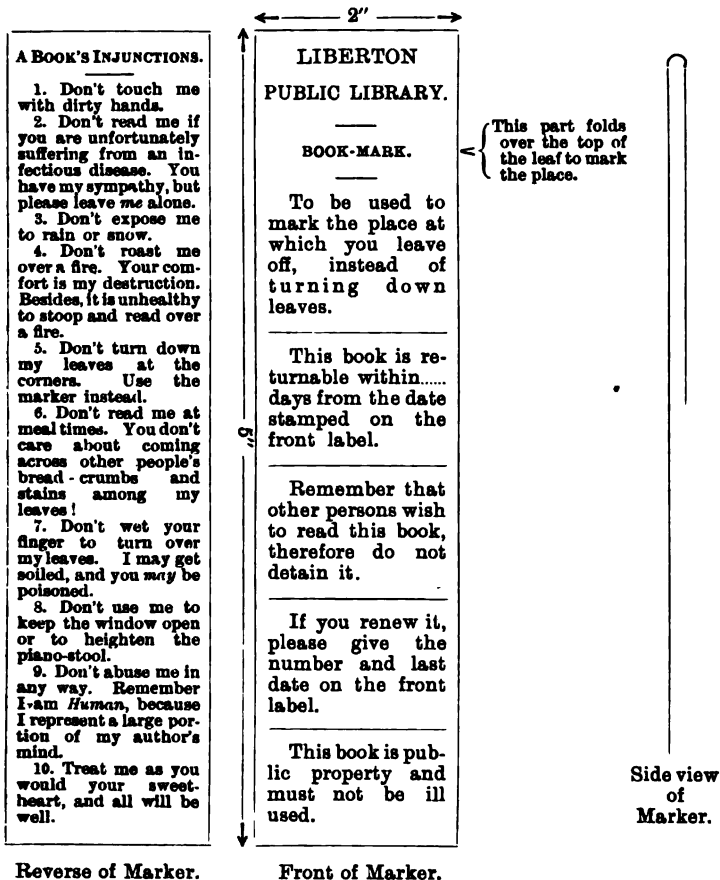 A BOOK'S INJUNCTIONS.
1. Don't touch me
with dirty hands.
2. Don't read me if
you are unfortunately
suffering from an in-
fectious disease. You
have my sympathy, but
please leave me alone.
3. Don't expose me
to rain or snow.
4. Don't roast me
over a fire. Your com-
fort is my destruction.
Besides, it is unhealthy
to stoop and read over
a fire.
5. Don't turn down
my leaves at the
corners. Use the
marker instead.
6. Don't read me at
meal times. You don't
care about coming
across other people's
bread-crumbs and
stains among my
leaves!
7. Don't wet your
finger to turn over
my leaves. I may get
soiled, and you may be
poisoned.
8. Don't use me to
keep the window open
or to heighten the
piano-stool.
9. Don't abuse me in
any way. Remember
I am Human, because
I represent a large por-
tion of my author's
mind.
10. Treat me as you
would your sweet-
heart, and all will be
well.
Reverse of Marker.
2"
5"
LIBERTON
PUBLIC LIBRARY.
BOOK-MARK.
To be used to
mark the place at
which you leave
off, instead of
turning down
leaves.
This book is re-
turnable within......
days from the date
stamped on the
front label.
Remember that
other persons wish
to read this book,
therefore do not
detain it.
If you renew it,
please give the
number and last
date on the front
label.
This book is pub-
lic property and
must not be ill
used.
Front of Marker.
This part folds
over the top of
the leaf to mark
the place.
Side view
of
Marker.